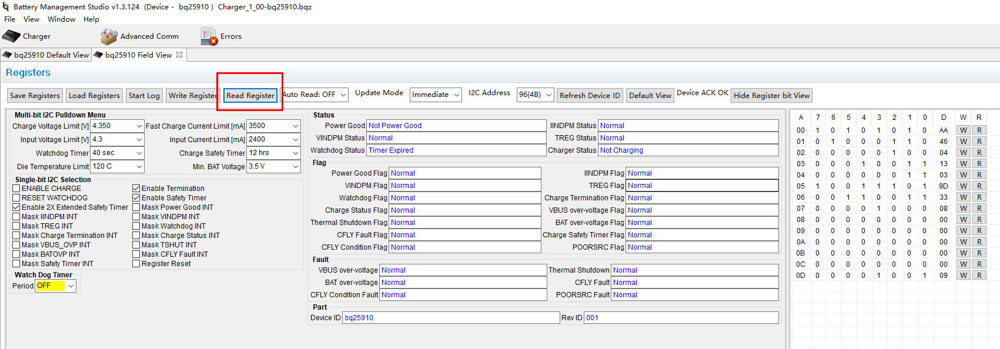 Battery Management Studio v1.3.124 (Device - bq25910 ) Charger_1_00-bq25910.bqz
File View Window Help
Charger Advanced Comm Errors
bq25910 Default View bq25910 Field View
Registers
Save Registers Load Registers Start Log Write Register Read Register Auto Read: OFF Update Mode Immediate I2C Address 96(4B) Refresh Device ID Default View Device ACK OK Hide Register bit View
Multi-bit I2C Pulldown Menu
Charge Voltage Limit [V] 4.350 Fast Charge Current Limit [mA] 3500
Input Voltage Limit [V] 4.3 Input Current Limit [mA] 2400
Watchdog Timer 40 sec Charge Safety Timer 12 hrs
Die Temperature Limit 120 C Min. BAT Voltage 3.5 V
Single-bit I2C Selection
ENABLE CHARGE Enable Termination
RESET WATCHDOG Enable Safety Timer
Enable 2X Extended Safety Timer Mask Power Good INT
Mask IINDPM INT Mask VINDPM INT
Mask TREG INT Mask Watchdog INT
Mask Charge Termination INT Mask Charge Status INT
Mask VBUS_OVP INT Mask TSHUT INT
Mask BATOVP INT Mask CFLY Fault INT
Mask Safety Timer INT Register Reset
Watch Dog Timer
Period OFF
Status
Power Good Not Power Good IINDPM Status Normal
VINDPM Status Normal TREG Status Normal
Watchdog Status Timer Expired Charger Status Not Charging
Flag
Power Good Flag Normal IINDPM Flag Normal
VINDPM Flag Normal TREG Flag Normal
Watchdog Flag Normal Charge Termination Flag Normal
Charge Status Flag Normal VBUS over-voltage Flag Normal
Thermal Shutdown Flag Normal BAT over-voltage Flag Normal
CFLY Fault Flag Normal Charge Safety Timer Flag Normal
CFLY Condition Flag Normal POORSRC Flag Normal
Fault
VBUS over-voltage Normal Thermal Shutdown Normal
BAT over-voltage Normal CFLY Fault Normal
CFLY Condition Fault Normal POORSRC Fault Normal
Part
Device ID bq25910 Rev ID 001
A 7 6 5 4 3 2 1 0 D W R
00 1 0 1 0 1 0 1 0 AA W R
01 0 1 0 0 0 1 1 0 46 W R
02 0 0 0 0 0 1 0 0 04 W R
03 0 0 0 1 0 0 1 1 13 W R
04 0 0 0 0 0 0 1 1 03 W R
05 1 0 0 1 1 1 0 1 9D W R
06 0 0 1 1 0 0 1 1 33 W R
07 0 0 0 0 1 0 0 0 08 W R
08 0 0 0 0 0 0 0 0 00 W R
09 0 0 0 0 0 0 0 0 00 W R
0A 0 0 0 0 0 0 0 0 00 W R
0B 0 0 0 0 0 0 0 0 00 W R
0C 0 0 0 0 0 0 0 0 00 W R
0D 0 0 0 0 1 0 0 1 09 W R